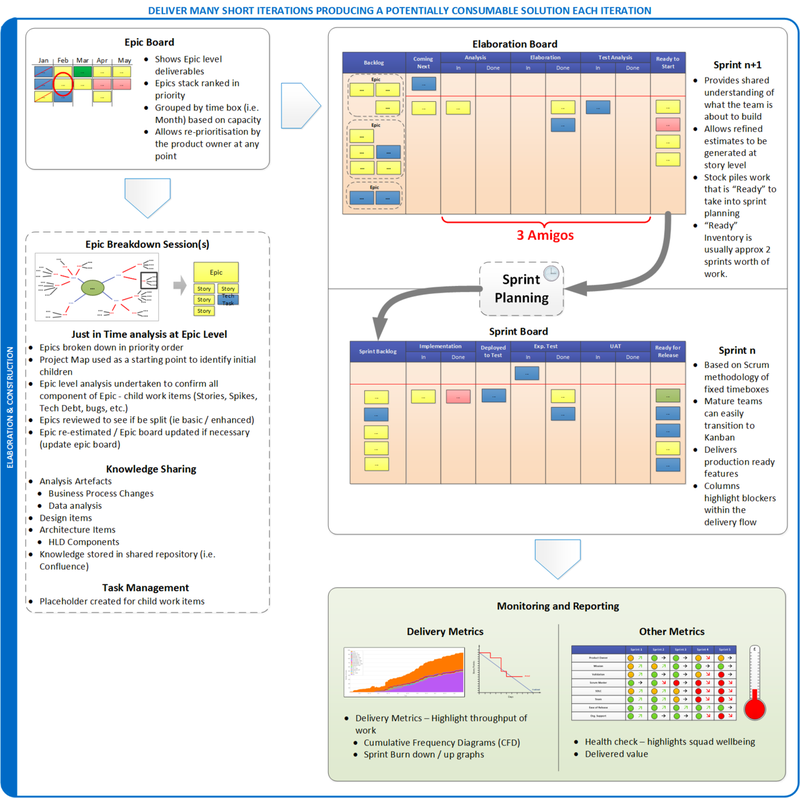 DELIVER MANY SHORT ITERATIONS PRODUCING A POTENTIALLY CONSUMABLE SOLUTION EACH ITERATION
ELABORATION & CONSTRUCTION
Epic Board
Jan Feb Mar Apr May
• Shows Epic level
deliverables
• Epics stack ranked in
priority
• Grouped by time box (i.e.
Month) based on capacity
• Allows re-prioritisation by
the product owner at any
point
Epic Breakdown Session(s)
Epic
Story Story
Story Tech
Task
Story
Just in Time analysis at Epic Level
• Epics broken down in priority order
• Project Map used as a starting point to identify initial
children
• Epic level analysis undertaken to confirm all
component of Epic - child work items (Stories, Spikes,
Tech Debt, bugs, etc.)
• Epics reviewed to see if be split (ie basic / enhanced)
• Epic re-estimated / Epic board updated if necessary
(update epic board)
Knowledge Sharing
• Analysis Artefacts
• Business Process Changes
• Data analysis
• Design items
• Architecture Items
• HLD Components
• Knowledge stored in shared repository (i.e.
Confluence)
Task Management
• Placeholder created for child work items
Elaboration Board
Backlog
Coming
Next
Analysis
In Done
Elaboration
In Done
Test Analysis
In Done
Ready to
Start
Epic
Epic
Epic
3 Amigos
Sprint n+1
• Provides shared
understanding of
what the team is
about to build
• Allows refined
estimates to be
generated at
story level
• Stock piles work
that is “Ready” to
take into sprint
planning
• “Ready”
Inventory is
usually approx 2
sprints worth of
work.
Sprint
Planning
Sprint Board
Sprint Backlog
Implementation
In Done
Deployed
to Test
Exp. Test
In Done
UAT
In Done
Ready for
Release
Sprint n
• Based on Scrum
methodology of
fixed timeboxes
• Mature teams
can easily
transition to
Kanban
• Delivers
production ready
features
• Columns
highlight blockers
within the
delivery flow
Monitoring and Reporting
Delivery Metrics
• Delivery Metrics – Highlight throughput of
work
• Cumulative Frequency Diagrams (CFD)
• Sprint Burn down / up graphs
Other Metrics
Sprint 1 Sprint 2 Sprint 3 Sprint 4 Sprint 5
• Health check – highlights squad wellbeing
• Delivered value